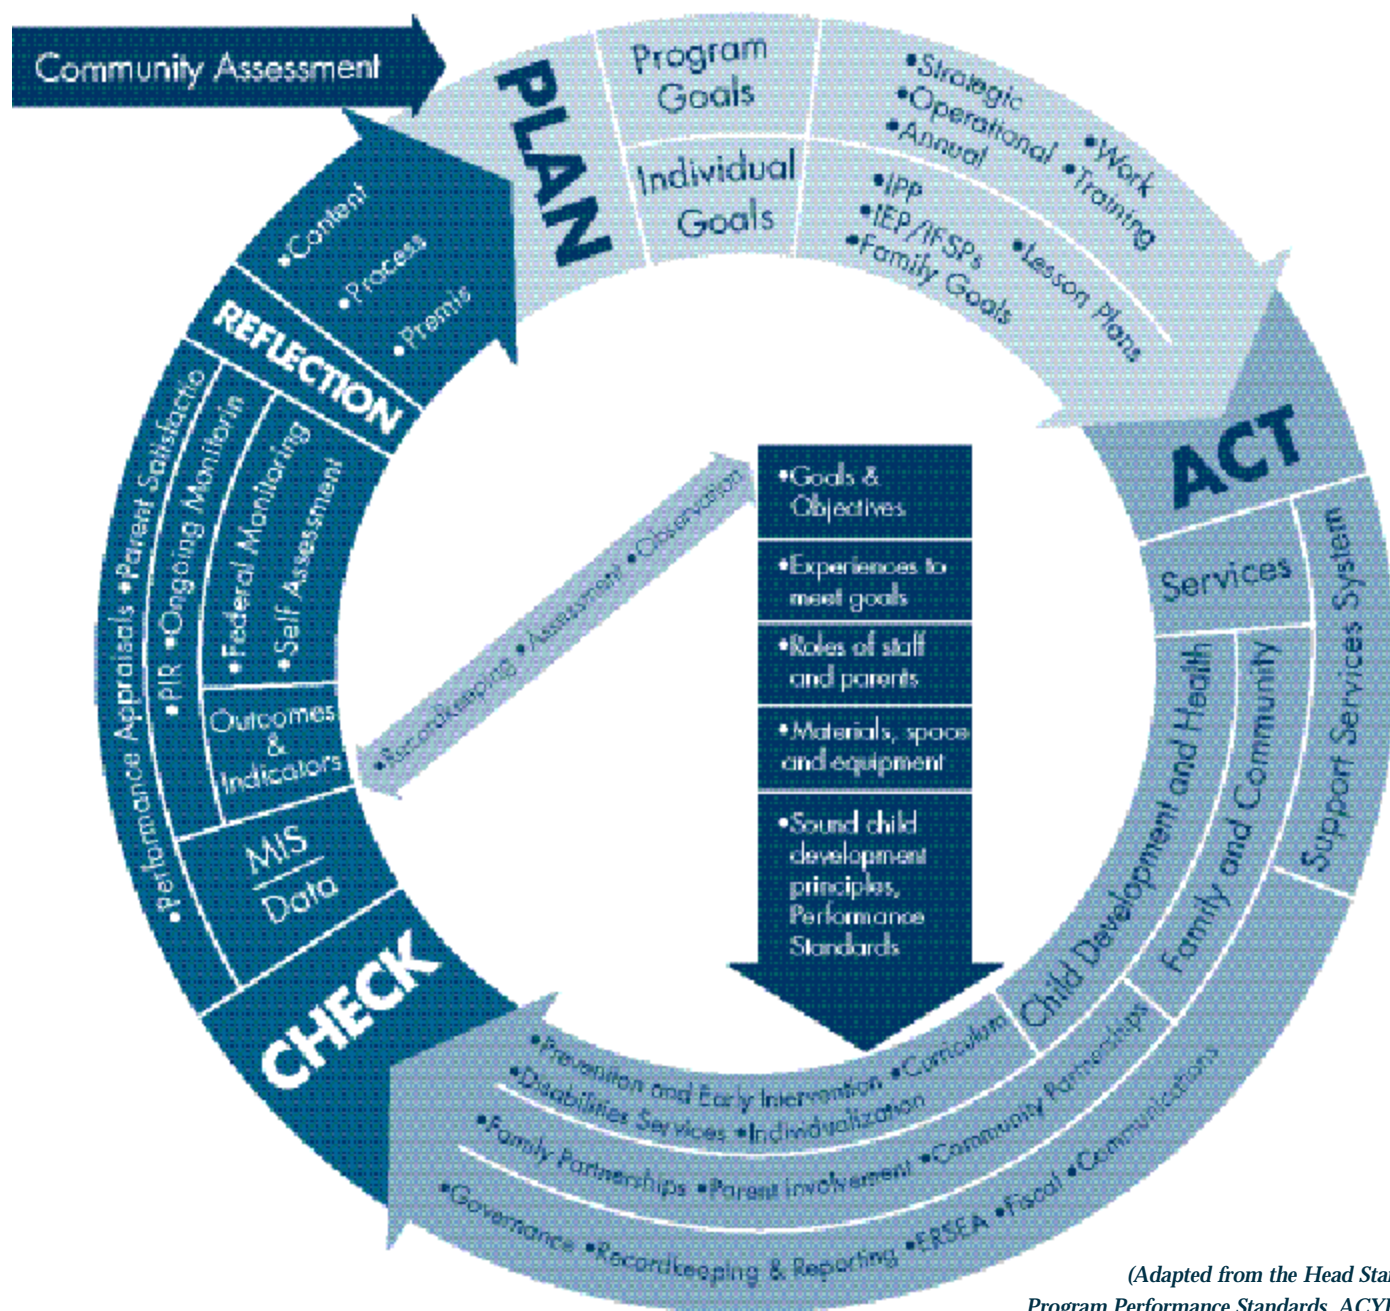 Community Assessment
PLAN
Program
Goals
Individual
Goals
•Strategic
•Operational
•Annual
•Work
•Training
•IPP
•IEP/IFSPs
•Family Goals
•Lesson Plans
ACT
Services
Support Services System
Child Development and Health
Family and Community
•Prevention and Early Intervention •Curriculum
•Disabilities Services •Individualization
•Family Partnerships •Parent involvement •Community Partnerships
•Governance •Recordkeeping & Reporting •ERSEA •Fiscal •Communications
CHECK
MIS
Data
Outcomes
&
Indicators
•Federal Monitoring
•Self Assessment
•PIR •Ongoing Monitorin
•Performance Appraisals •Parent Satisfactio
REFLECTION
•Content
•Process
•Premis
•Recordkeeping •Assessment •Observation
•Goals &
Objectives
•Experiences to
meet goals
•Roles of staff
and parents
•Materials, space
and equipment
•Sound child
development
principles,
Performance
Standards
(Adapted from the Head Star
Program Performance Standards, ACY